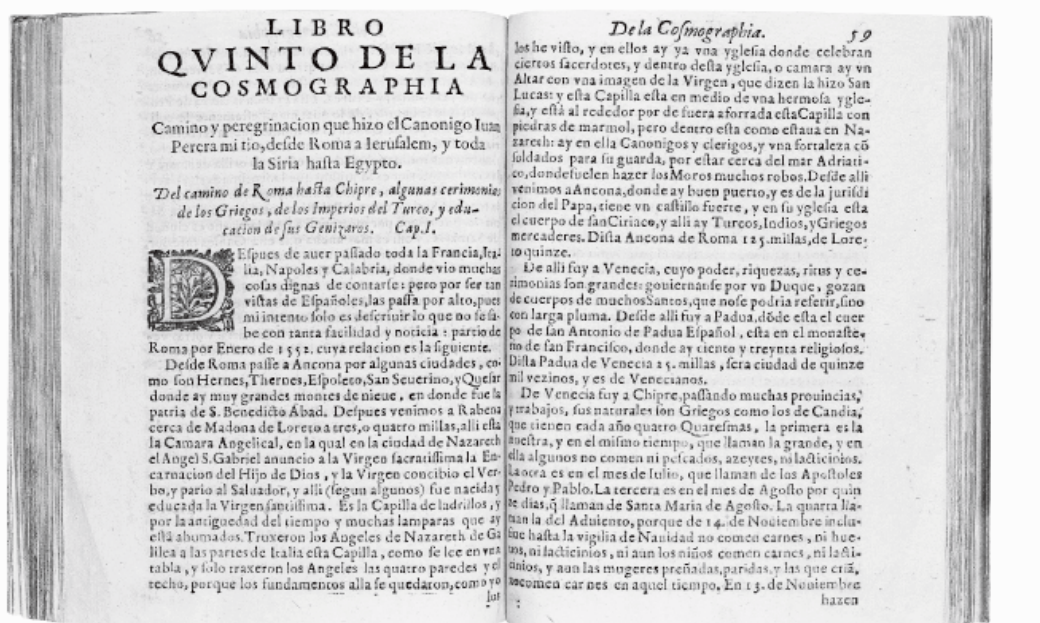 LIBRO
QVINTO DE LA
COSMOGRAPHIA
Camino y peregrinacion que hizo el Canonigo Iuan
Perera mi tio, desde Roma a Ierusalem, y toda
la Siria hasta Egypto.
Del camino de Roma hasta Chipre, algunas cerimonias
de los Griegos, de los Imperios del Turco, y edu-
cacion de sus Genizaros. Cap. I.
DEspues de auer passado toda la Francia, Ita-
lia, Napoles y Calabria, donde vio muchas
cosas dignas de contarse: pero por ser tan
vistas de Españoles, las passa por alto, pues
mi intento solo es descriuir lo que no se sa-
be con tanta facilidad y noticia: partio de
Roma por Enero de 1552. cuya relacion es la siguiente.
Desde Roma passè a Ancona por algunas ciudades, co-
mo son Hernes, Thernes, Espoleto, San Seuerino, y
donde ay muy grandes montes de nieue, en donde fue la
patria de S. Benedicto Abad. Despues venimos a Rabena
cerca de Madona de Loreto a tres, o quatro millas, alli està
la Camara Angelical, en la qual en la ciudad de Nazareth
el Angel S. Gabriel anuncio a la Virgen sacratissima la En-
carnacion del Hijo de Dios, y la Virgen concibio el Ver-
bo, y pario al Saluador, y alli (segun algunos) fue nacida y
educada la Virgen santissima. Es la Capilla de ladrillos, y
por la antiguedad del tiempo y muchas lamparas que ay
està ahumados. Truxeron los Angeles de Nazareth de Ga
lilea a las partes de Italia esta Capilla, como se lee en vna
tabla, y solo traxeron los Angeles las quatro paredes y el
techo, porque los fundamentos alla se quedaron, como yo
los
De la Cosmographia. 59
los he visto, y en ellos ay ya vna yglesia donde celebran
ciertos sacerdotes, y dentro desta yglesia, o camara ay vn
Altar con vna imagen de la Virgen, que dizen la hizo San
Lucas: y esta Capilla esta en medio de vna hermosa ygle-
sia, y està al rededor por de fuera aforrada esta Capilla con
piedras de marmol, pero dentro esta como estaua en Na-
zareth: ay en ella Canonigos y clerigos, y vna fortaleza cõ
soldados para su guarda, por estar cerca del mar Adriati-
co, donde suelen hazer los Moros muchos robos. Desde alli
venimos a Ancona, donde ay buen puerto, y es de la jurisdi
cion del Papa, tiene vn castillo fuerte, y en su yglesia esta
el cuerpo de san Ciriaco, y alli ay Turcos, Indios, y Griegos
mercaderes. Dista Ancona de Roma 125. millas, de Lore-
to quinze.
De alli fuy a Venecia, cuyo poder, riquezas, ritus y ce-
rimonias son grandes: gouiernanse por vn Duque, gozan
de cuerpos de muchos Santos, que no se podria referir, sino
con larga pluma. Desde alli fuy a Padua, dõde esta el cuer
po de san Antonio de Padua Español, esta en el monaste-
rio de san Francisco, donde ay ciento y treynta religiosos.
Dista Padua de Venecia 25. millas, sera ciudad de quinze
mil vezinos, y es de Venecianos.
De Venecia fuy a Chipre, passando muchas prouincias,
y trabajos, sus naturales son Griegos como los de Candia,
que tienen cada año quatro Quaresmas, la primera es la
nuestra, y en el mismo tiempo, que llaman la grande, y en
ella algunos no comen ni pescados, azeytes, ni lacticinios.
La otra es en el mes de Iulio, que llaman de los Apostoles
Pedro y Pablo. La tercera es en el mes de Agosto por quin
ze dias, q̃ llaman de Santa Maria de Agosto. La quarta lla-
man la del Aduiento, porque de 14. de Nouiembre inclu-
siue hasta la vigilia de Nauidad no comen carnes, ni hue-
uos, ni lacticinios, ni aun los niños comen carnes, ni lacti-
cinios, y aun las mugeres preñadas, paridas, y las que criã,
no comen carnes en aquel tiempo. En 15. de Nouiembre
hazen